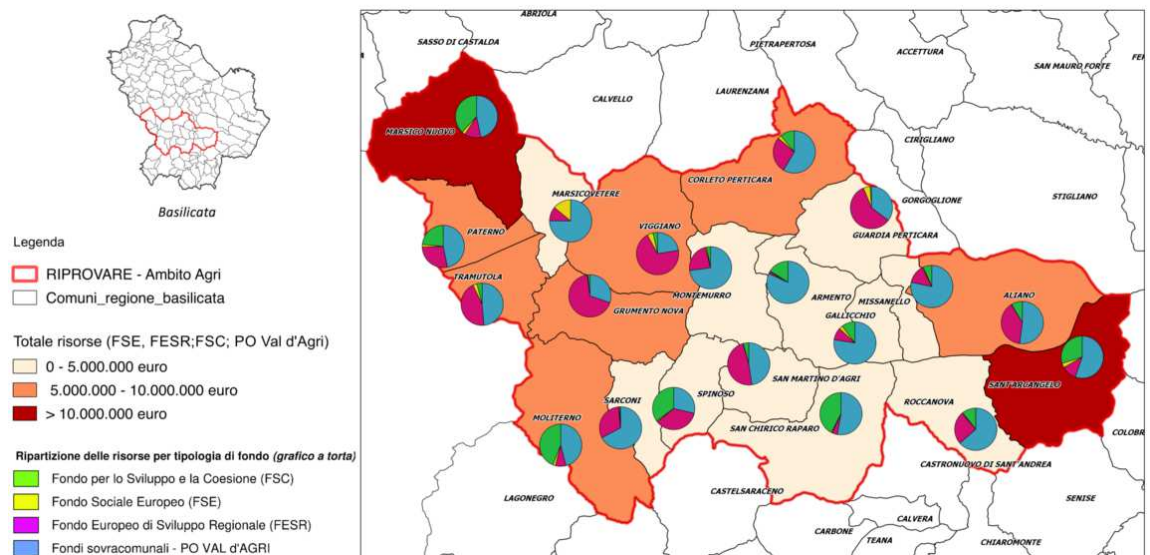 Basilicata
Legenda
RIPROVARE - Ambito Agri
Comuni_regione_basilicata
Totale risorse (FSE, FESR;FSC; PO Val d'Agri)
0 - 5.000.000 euro
5.000.000 - 10.000.000 euro
> 10.000.000 euro
Ripartizione delle risorse per tipologia di fondo (grafico a torta)
Fondo per lo Sviluppo e la Coesione (FSC)
Fondo Sociale Europeo (FSE)
Fondo Europeo di Sviluppo Regionale (FESR)
Fondi sovracomunali - PO VAL d'AGRI
ABRIOLA
SASSO DI CASTALDA
PIETRAPERTOSA
ACCETTURA
SAN MAURO FORTE
FER
CALVELLO
LAURENZANA
MARSICO NUOVO
CIRIGLIANO
CORLETO PERTICARA
MARSICOVETERE
GORGOGLIONE
STIGLIANO
VIGGIANO
PATERNO
GUARDIA PERTICARA
TRAMUTOLA
MONTEMURRO
ARMENTO
MISSANELLO
ALIANO
GRUMENTO NOVA
GALLICCHIO
SAN MARTINO D'AGRI
SANT'ARCANGELO
SARCONI
SPINOSO
ROCCANOVA
MOLITERNO
SAN CHIRICO RAPARO
COLOBR
CASTRONUOVO DI SANT'ANDREA
LAGONEGRO
CASTELSARACENO
SENISE
CALVERA
CARBONE
TEANA
CHIAROMONTE